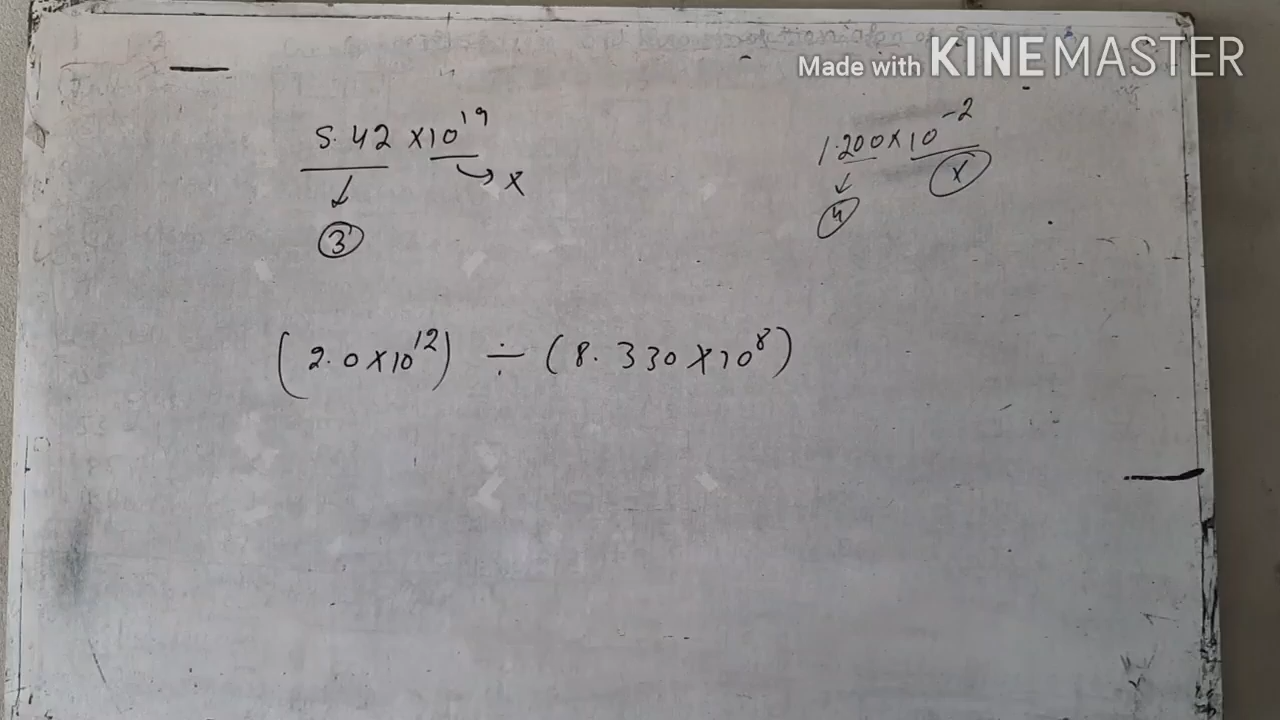 Made with KINEMASTER
5.42 ×10^19 1.200×10^-2
↓ ↘ x ↓ x
3 4
(2.0×10^12) ÷ (8.330×10^8)